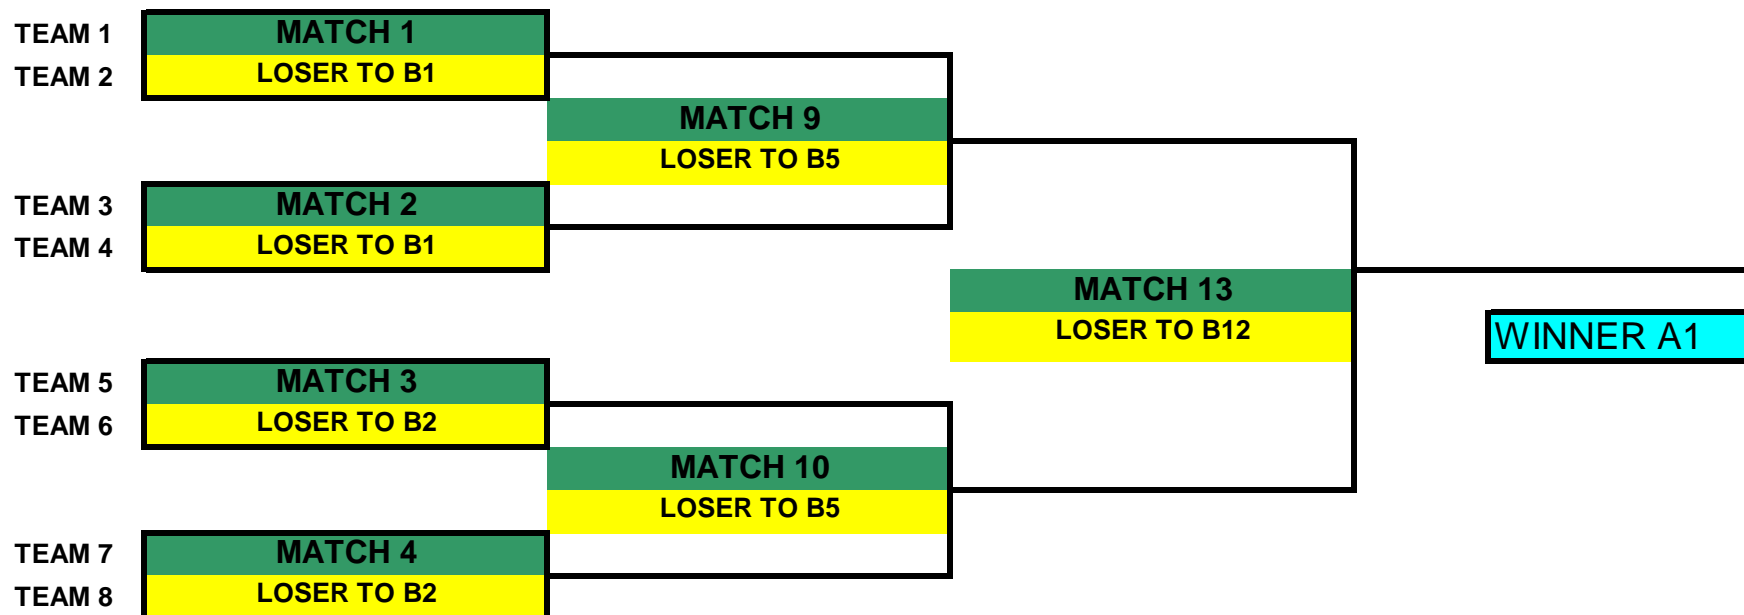 TEAM 1
MATCH 1
TEAM 2
LOSER TO B1
MATCH 9
LOSER TO B5
TEAM 3
MATCH 2
TEAM 4
LOSER TO B1
MATCH 13
LOSER TO B12
WINNER A1
TEAM 5
MATCH 3
TEAM 6
LOSER TO B2
MATCH 10
LOSER TO B5
TEAM 7
MATCH 4
TEAM 8
LOSER TO B2